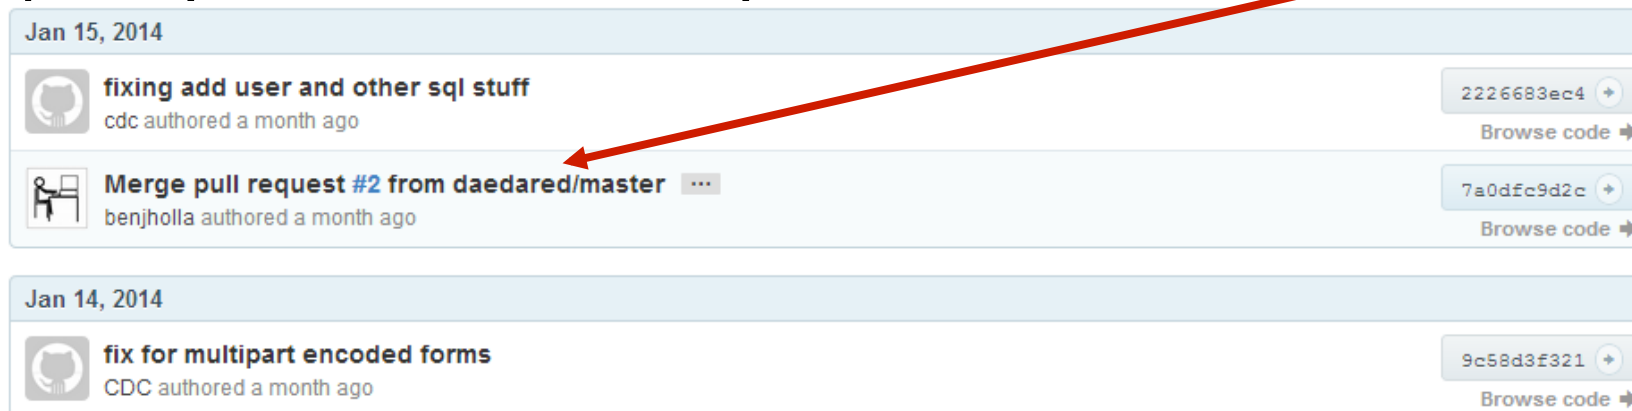 Jan 15, 2014
fixing add user and other sql stuff
2226683ec4
cdc authored a month ago
Browse code
Merge pull request #2 from daedared/master ...
7a0dfc9d2c
benjholla authored a month ago
Browse code
Jan 14, 2014
fix for multipart encoded forms
9c58d3f321
CDC authored a month ago
Browse code